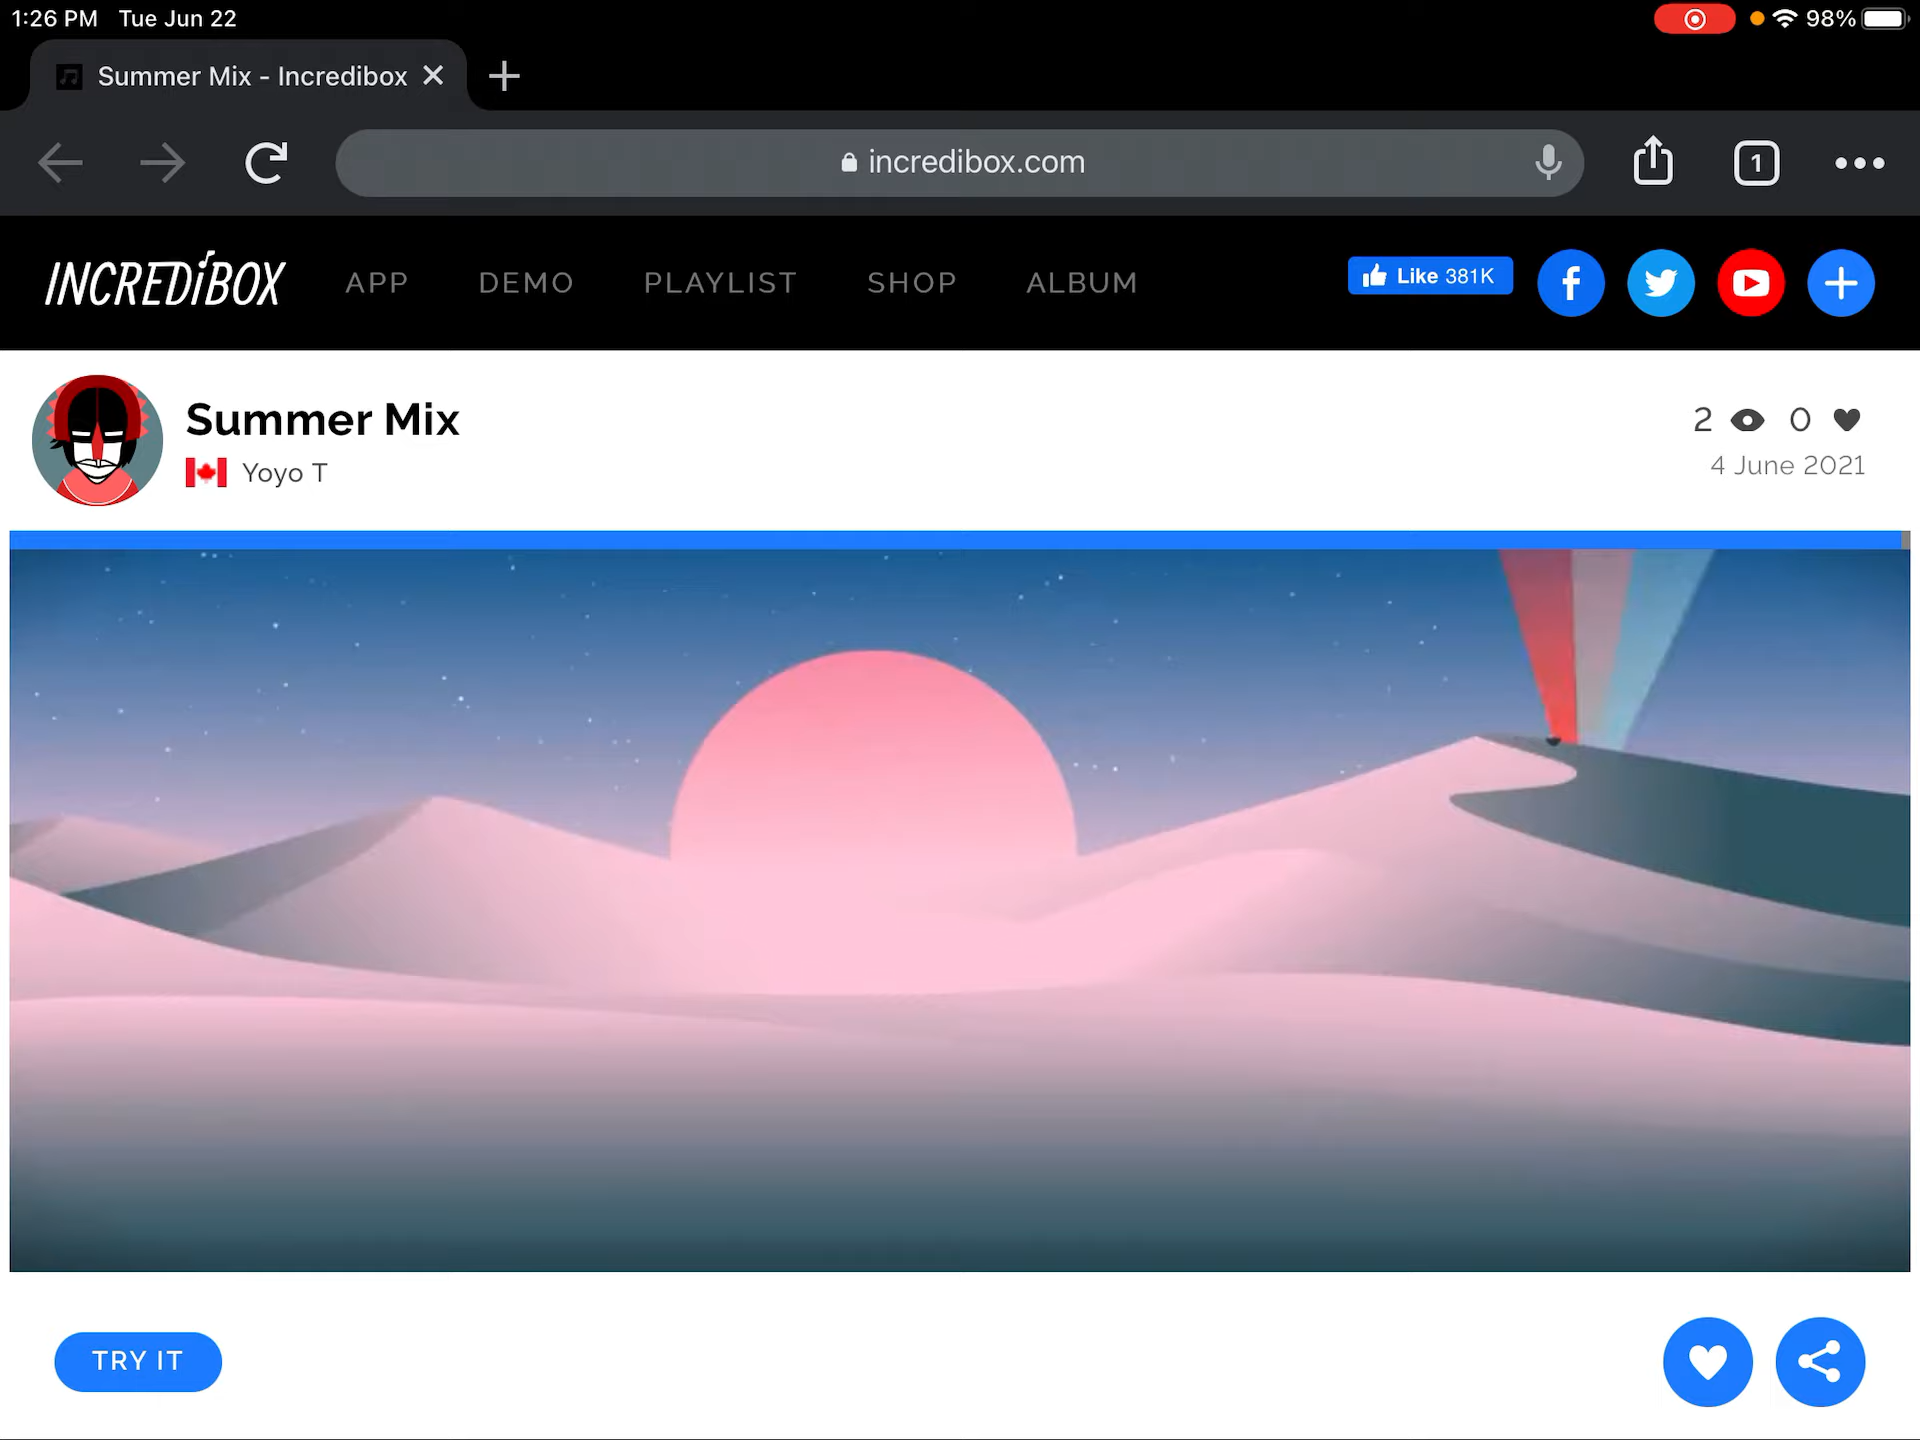 1:26 PM Tue Jun 22
98%
Summer Mix - Incredibox
incredibox.com
1
INCREDiBOX
APP DEMO PLAYLIST SHOP ALBUM
Like 381K
Summer Mix
Yoyo T
2 0
4 June 2021
TRY IT